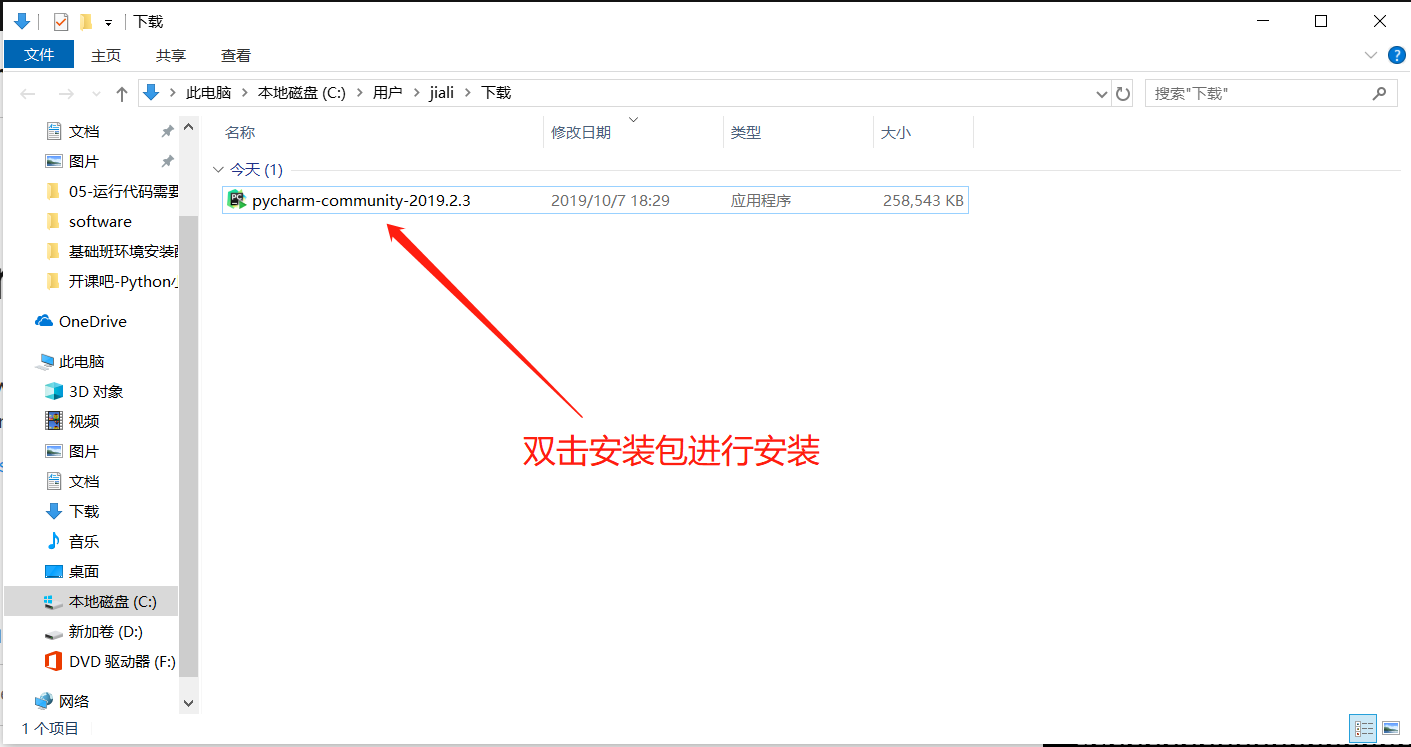 下载
文件 主页 共享 查看
此电脑 本地磁盘 (C:) 用户 jiali 下载
搜索"下载"
名称 修改日期 类型 大小
今天 (1)
pycharm-community-2019.2.3 2019/10/7 18:29 应用程序 258,543 KB
双击安装包进行安装
文档
图片
05-运行代码需要
software
基础班环境安装
开课吧-Python
OneDrive
此电脑
3D 对象
视频
图片
文档
下载
音乐
桌面
本地磁盘 (C:)
新加卷 (D:)
DVD 驱动器 (F:)
网络
1 个项目